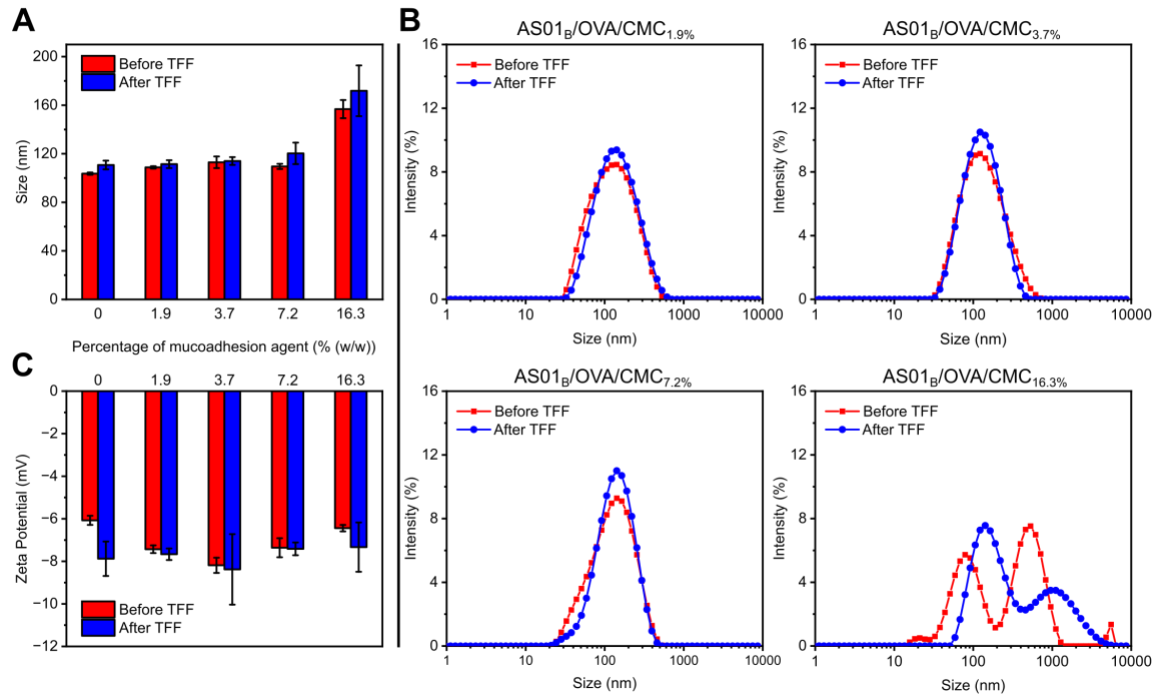 A
Before TFF
After TFF
200
160
120
80
40
0
Size (nm)
0 1.9 3.7 7.2 16.3
Percentage of mucoadhesion agent (% (w/w))
C
0 1.9 3.7 7.2 16.3
0
−2
−4
−6
−8
−10
−12
Zeta Potential (mV)
Before TFF
After TFF
B
AS01B/OVA/CMC1.9%
Before TFF
After TFF
16
12
8
4
0
Intensity (%)
1 10 100 1000 10000
Size (nm)
AS01B/OVA/CMC3.7%
Before TFF
After TFF
16
12
8
4
0
Intensity (%)
1 10 100 1000 10000
Size (nm)
AS01B/OVA/CMC7.2%
Before TFF
After TFF
16
12
8
4
0
Intensity (%)
1 10 100 1000 10000
Size (nm)
AS01B/OVA/CMC16.3%
Before TFF
After TFF
16
12
8
4
0
Intensity (%)
1 10 100 1000 10000
Size (nm)